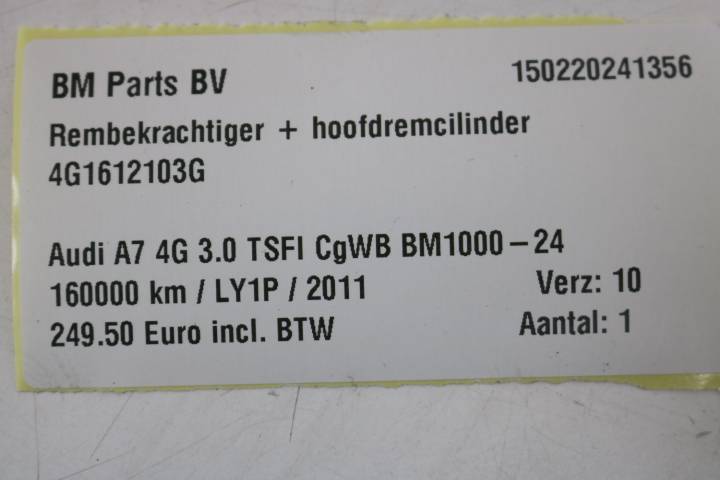 BM Parts BV 150220241356
Rembekrachtiger + hoofdremcilinder
4G1612103G
Audi A7 4G 3.0 TSFI CgWB BM1000-24
160000 km / LY1P / 2011 Verz: 10
249.50 Euro incl. BTW Aantal: 1